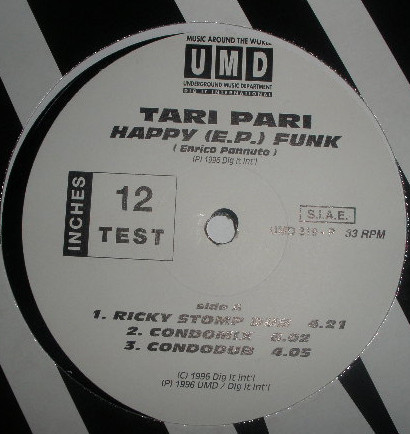 MUSIC AROUND THE WORLD
UMD
UNDERGROUND MUSIC DEPARTMENT
DIG IT INTERNATIONAL
TARI PARI
HAPPY (E.P.) FUNK
( Enrico Pannuto )
(P) 1996 Dig It Int'l
INCHES
12
TEST
S.I.A.E.
UMD 33 RPM
side A
1. RICKY STOMP 4.21
2. CONDOMIX
3. CONDODUB 4.05
(C) 1996 Dig It Int'l
(P) 1996 UMD / Dig It Int'l